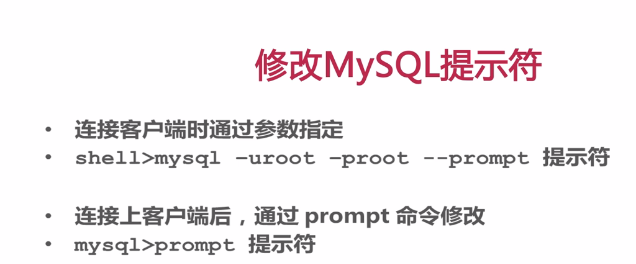 修改MySQL提示符
• 连接客户端时通过参数指定
• shell>mysql –uroot –proot --prompt 提示符
• 连接上客户端后，通过 prompt 命令修改
• mysql>prompt 提示符